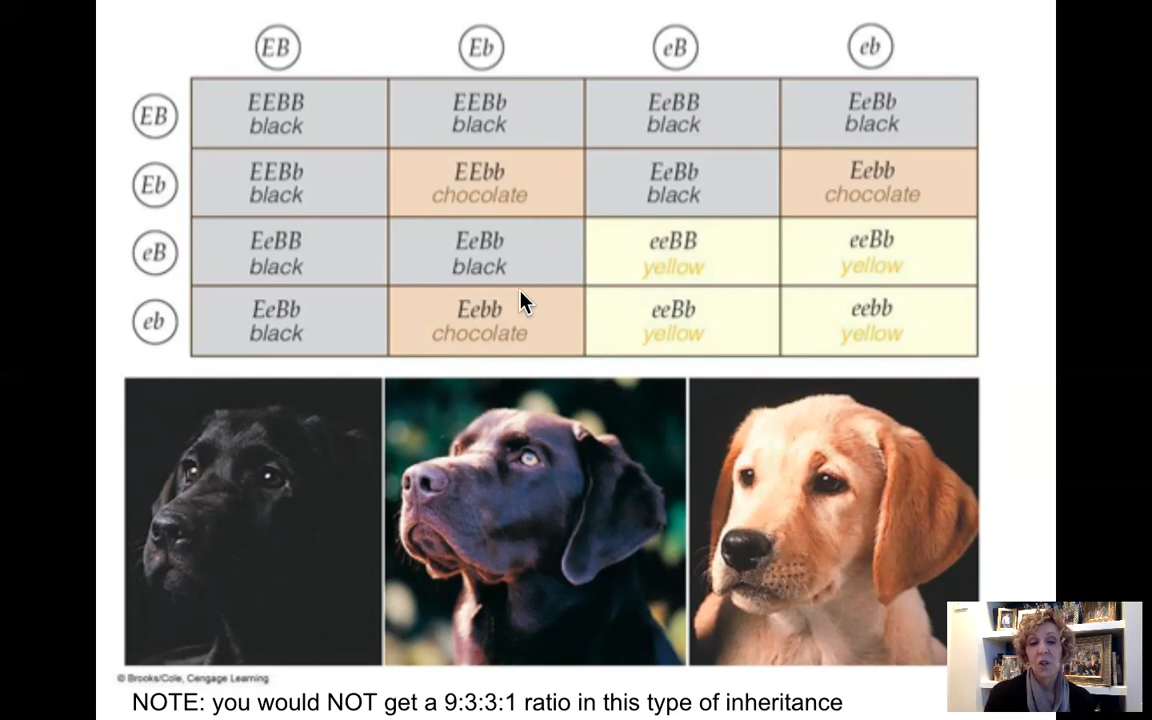 EB Eb eB eb
EB EEBB EEBb EeBB EeBb
black black black black
Eb EEBb EEbb EeBb Eebb
black chocolate black chocolate
eB EeBB EeBb eeBB eeBb
black black yellow yellow
eb EeBb Eebb eeBb eebb
black chocolate yellow yellow
© Brooks/Cole, Cengage Learning
NOTE: you would NOT get a 9:3:3:1 ratio in this type of inheritance